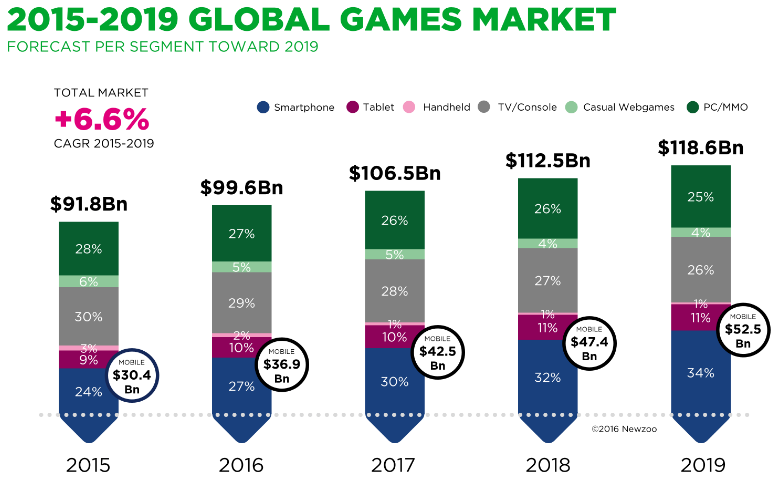 2015-2019 GLOBAL GAMES MARKET
FORECAST PER SEGMENT TOWARD 2019
TOTAL MARKET
+6.6%
CAGR 2015-2019
Smartphone Tablet Handheld TV/Console Casual Webgames PC/MMO
$91.8Bn
28%
6%
30%
3%
9%
24%
MOBILE
$30.4
Bn
2015
$99.6Bn
27%
5%
29%
2%
10%
27%
MOBILE
$36.9
Bn
2016
$106.5Bn
26%
5%
28%
1%
10%
30%
MOBILE
$42.5
Bn
2017
$112.5Bn
26%
4%
27%
1%
11%
32%
MOBILE
$47.4
Bn
2018
$118.6Bn
25%
4%
26%
1%
11%
34%
MOBILE
$52.5
Bn
2019
©2016 Newzoo